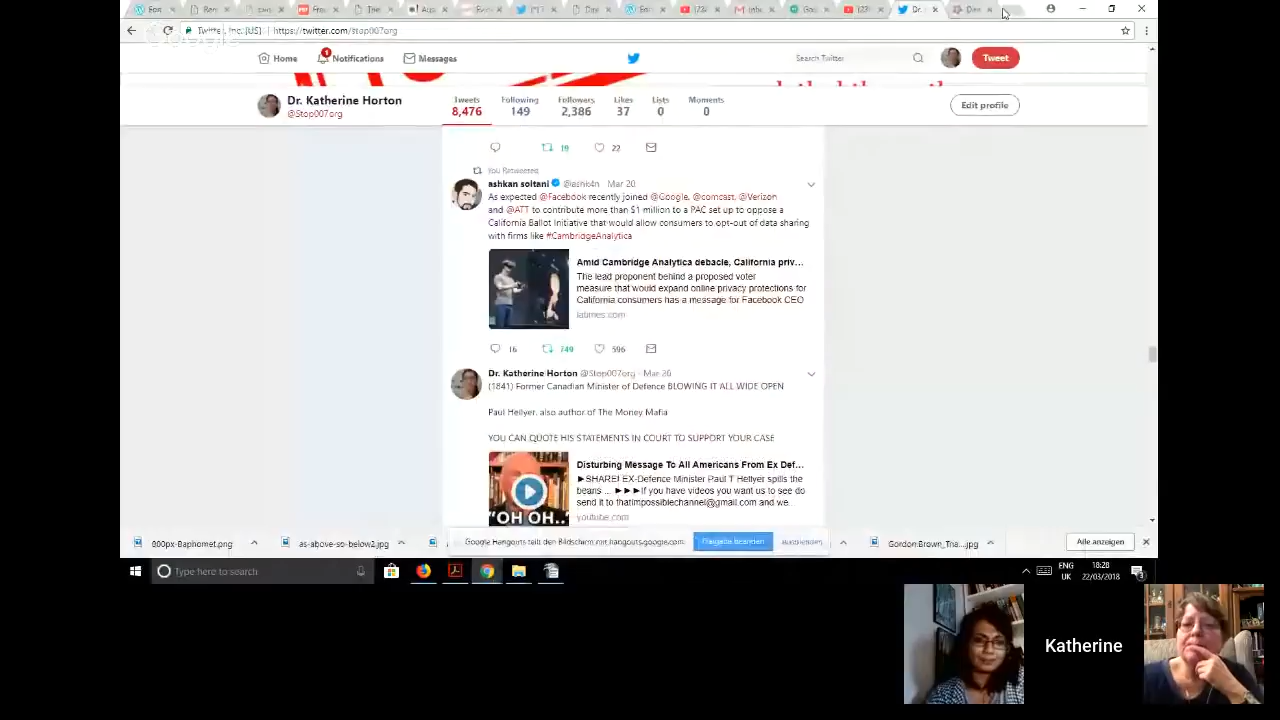 Twitter, Inc. [US] https://twitter.com/stop007org
Home
1
Notifications
Messages
Search Twitter
Tweet
Dr. Katherine Horton
@Stop007org
Tweets
8,476
Following
149
Followers
2,386
Likes
37
Lists
0
Moments
0
Edit profile
19
22
You Retweeted
ashkan soltani @ashk4n Mar 20
As expected @Facebook recently joined @Google, @comcast, @Verizon
and @ATT to contribute more than $1 million to a PAC set up to oppose a
California Ballot Initiative that would allow consumers to opt-out of data sharing
with firms like #CambridgeAnalytica
Amid Cambridge Analytica debacle, California priv...
The lead proponent behind a proposed voter
measure that would expand online privacy protections for
California consumers has a message for Facebook CEO
latimes.com
16
749
596
Dr. Katherine Horton @Stop007org · Mar 20
(1841) Former Canadian Minister of Defence BLOWING IT ALL WIDE OPEN
Paul Hellyer, also author of The Money Mafia
YOU CAN QUOTE HIS STATEMENTS IN COURT TO SUPPORT YOUR CASE
Disturbing Message To All Americans From Ex Def...
►SHARE! EX-Defence Minister Paul T Hellyer spills the
beans ... ►►►If you have videos you want us to see do
send it to thatimpossiblechannel@gmail.com and we...
youtube.com
"OH OH.."
800px-Baphomet.png
as-above-so-below2.jpg
Google Hangouts teilt den Bildschirm mit hangouts.google.com.
Freigabe beenden
Ausblenden
Gordon Brown_Tha...jpg
Alle anzeigen
Type here to search
ENG
UK
18:28
22/03/2018
3
Katherine